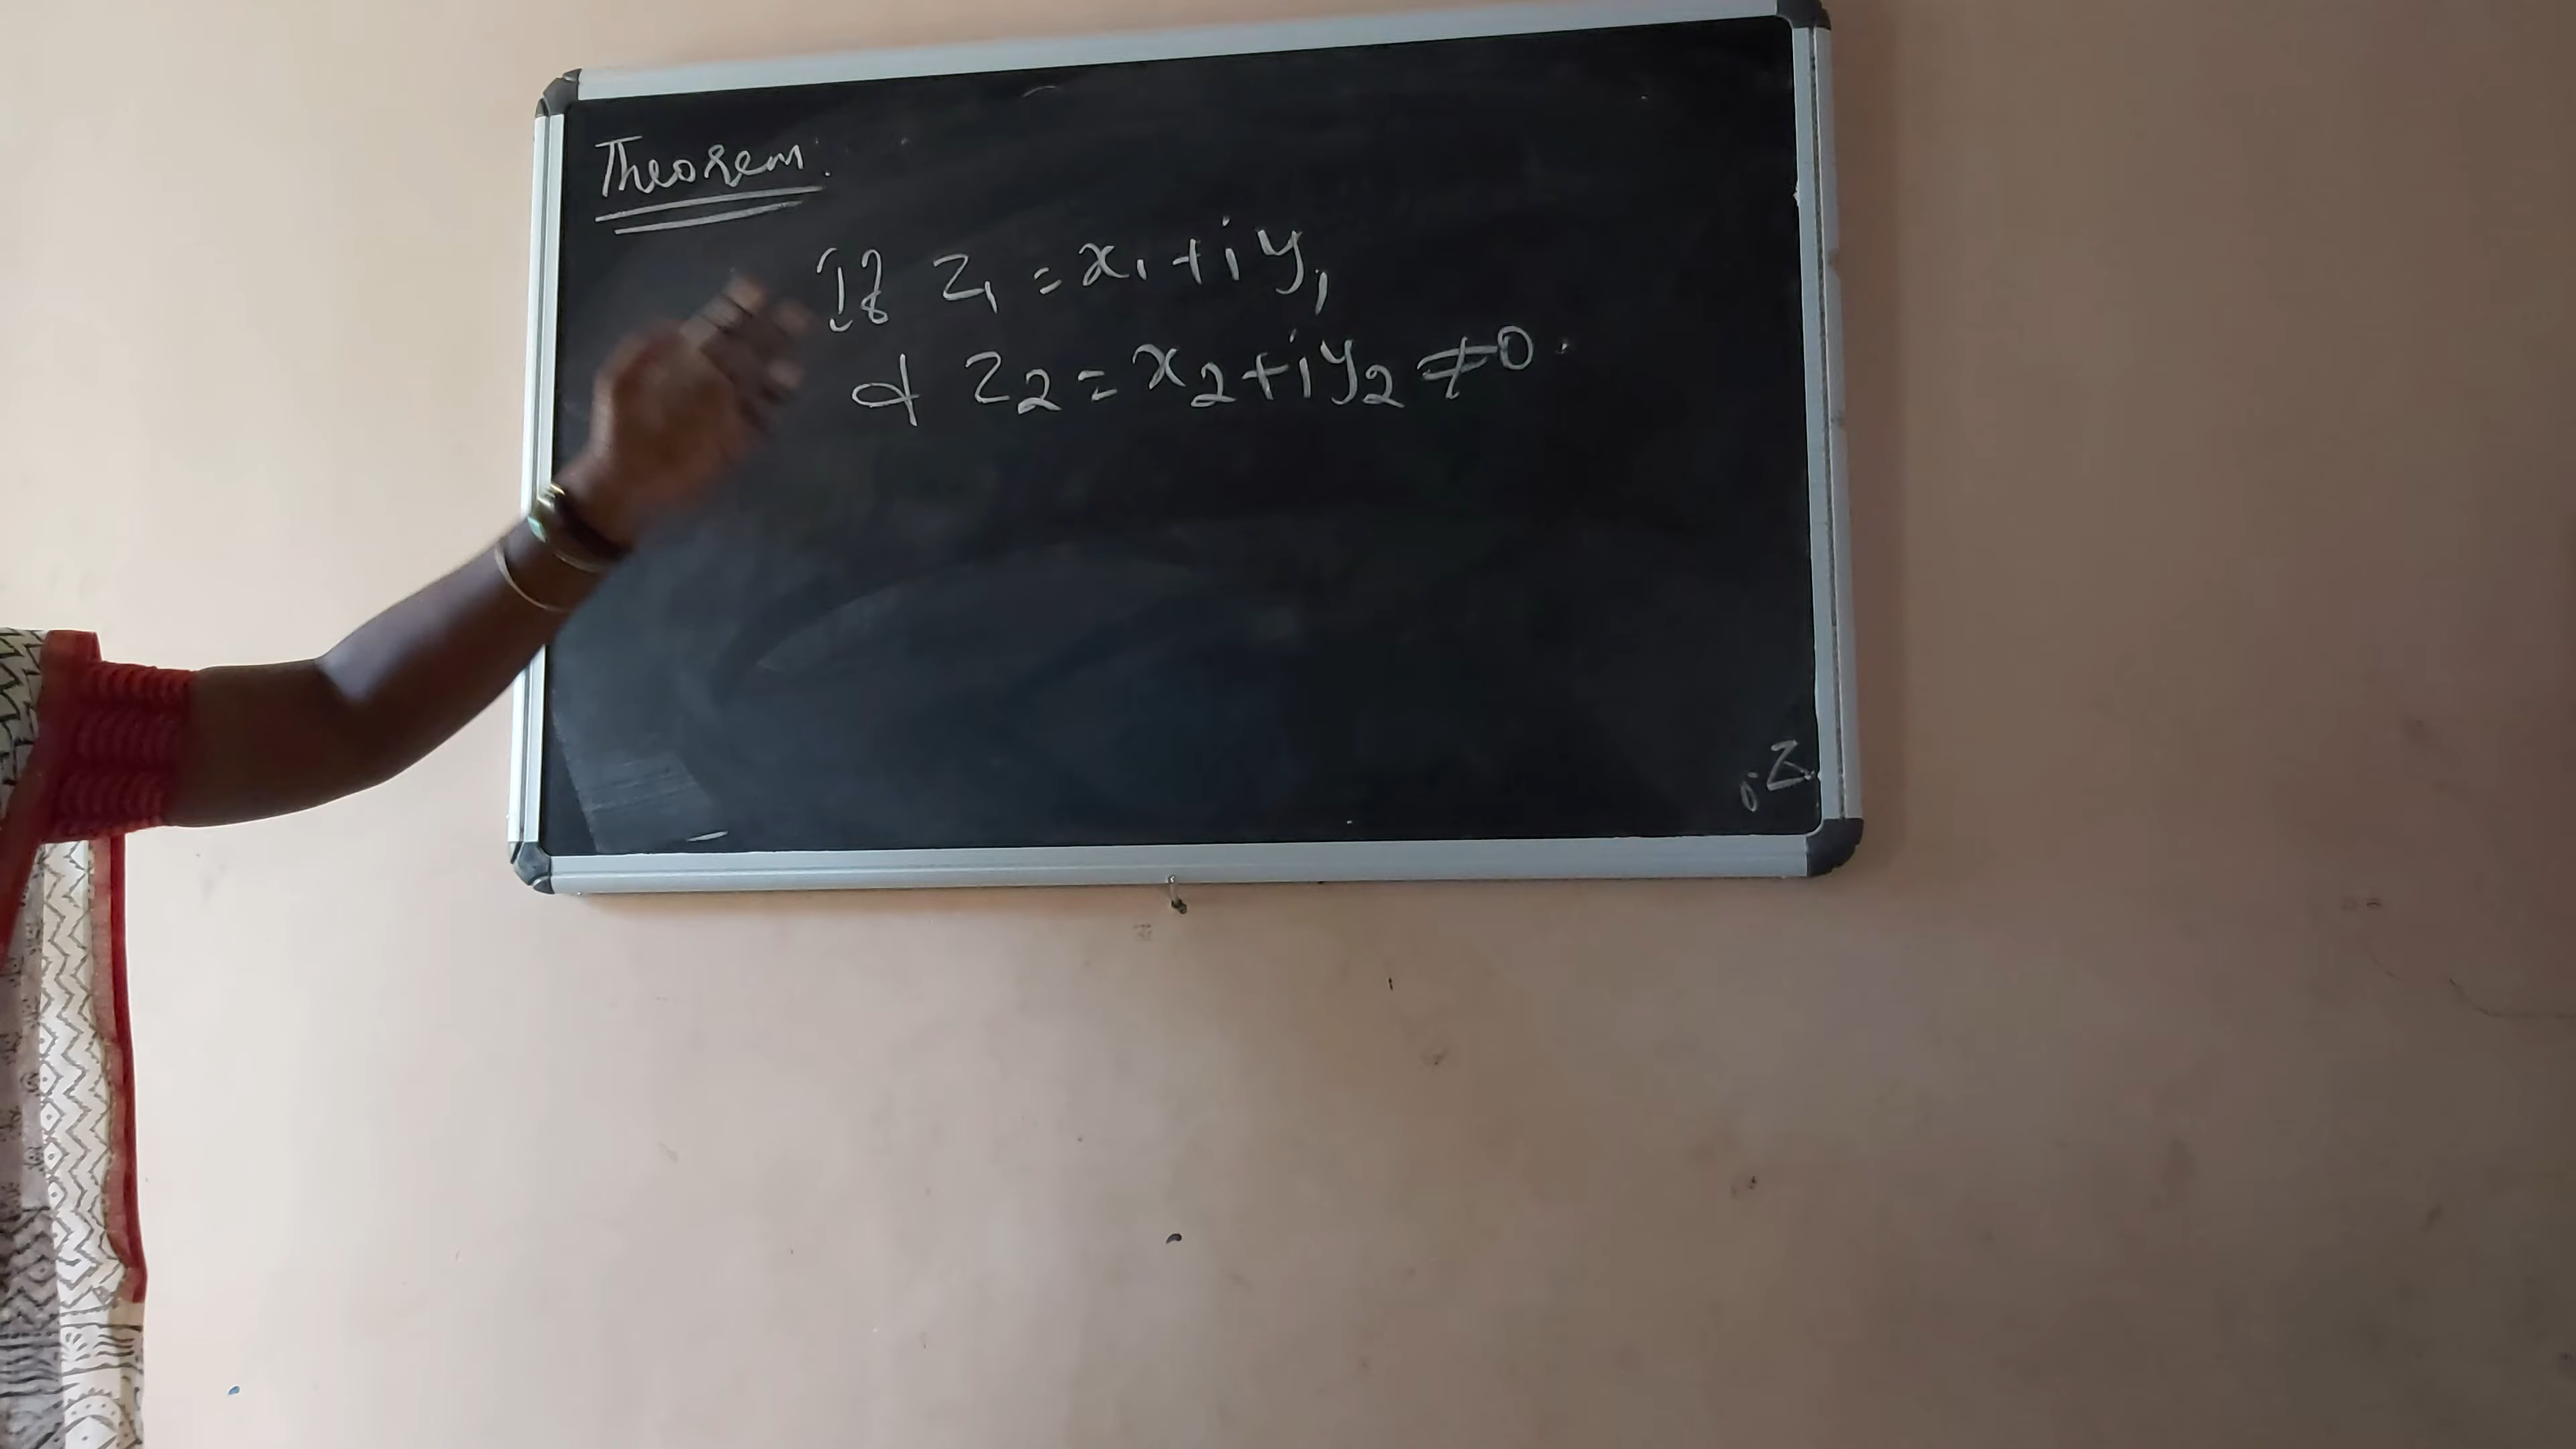 Theorem:
If z₁ = x₁ + iy₁
& z₂ = x₂ + iy₂ ≠ 0.